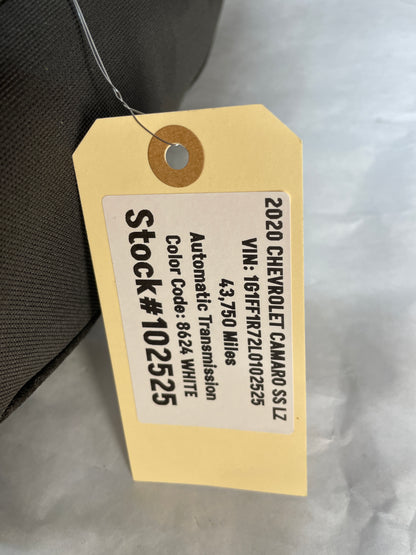 2020 CHEVROLET CAMARO SS LZ
VIN: 1G1FF1R72L0102525
43,750 Miles
Automatic Transmission
Color Code: 8624 WHITE
Stock#102525